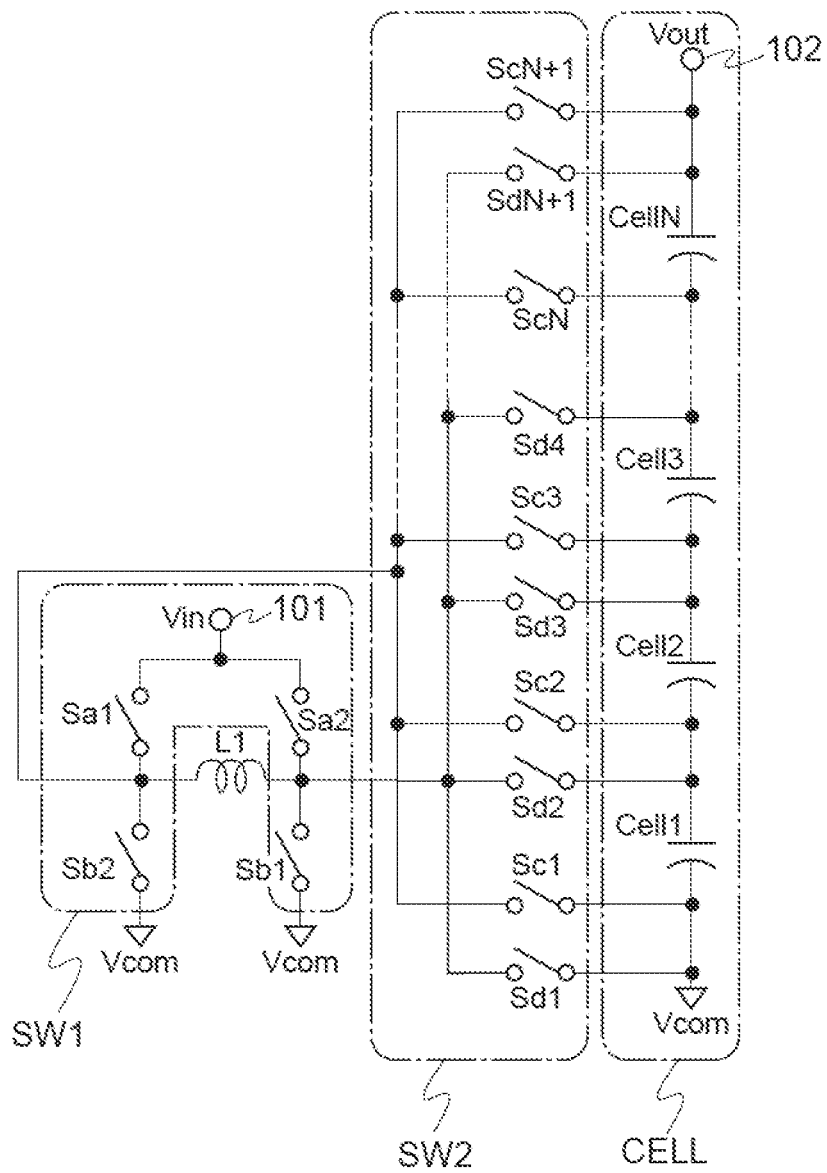 Vout
102
ScN+1
SdN+1
CellN
ScN
Sd4
Cell3
Sc3
Sd3
Cell2
Sc2
Sd2
Cell1
Sc1
Sd1
Vcom
Vin
101
Sa1
L1
Sa2
Sb2
Sb1
Vcom
Vcom
SW1
SW2
CELL